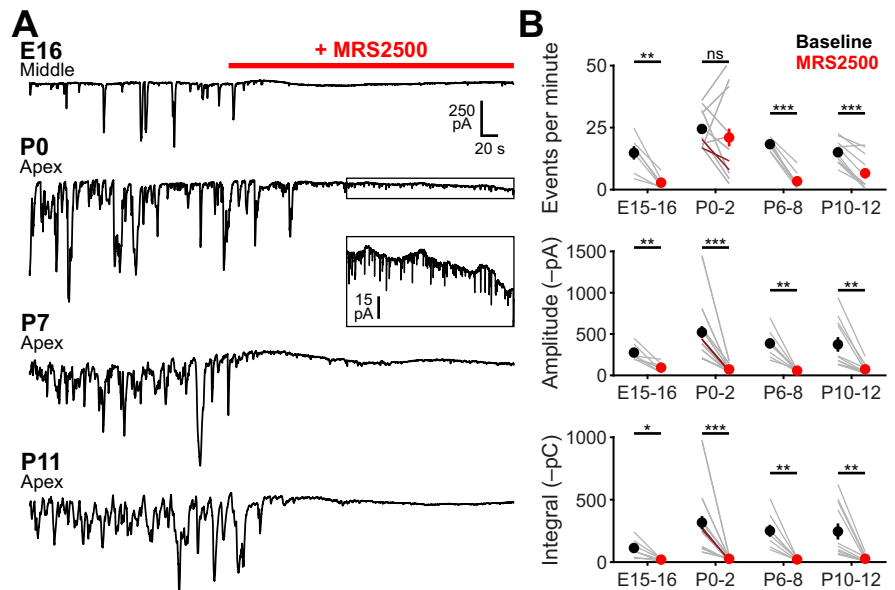 A
E16
Middle
+ MRS2500
250
pA
20 s
P0
Apex
15
pA
P7
Apex
P11
Apex
B
Baseline
MRS2500
Events per minute
50
25
0
**
ns
***
***
E15-16
P0-2
P6-8
P10-12
Amplitude (–pA)
1500
1000
500
0
**
***
**
**
E15-16
P0-2
P6-8
P10-12
Integral (–pC)
1000
500
0
*
***
**
**
E15-16
P0-2
P6-8
P10-12